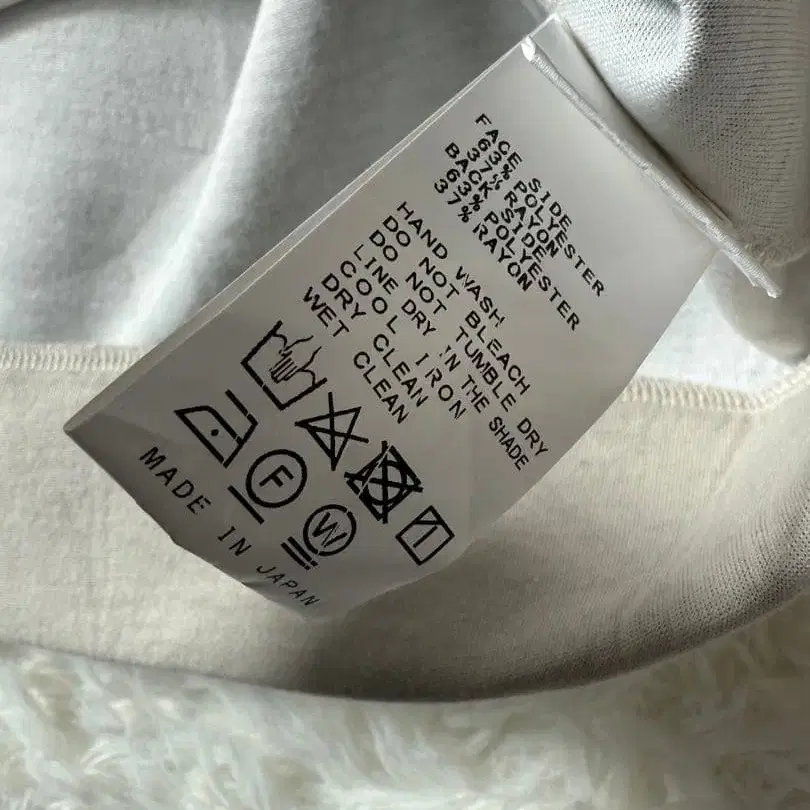 FACE SIDE
63% POLYESTER
37% RAYON
BACK SIDE
63% POLYESTER
37% RAYON
HAND WASH
DO NOT BLEACH
DO NOT TUMBLE DRY
LINE DRY IN THE SHADE
COOL IRON
DRY CLEAN
WET CLEAN
F
W
MADE IN JAPAN